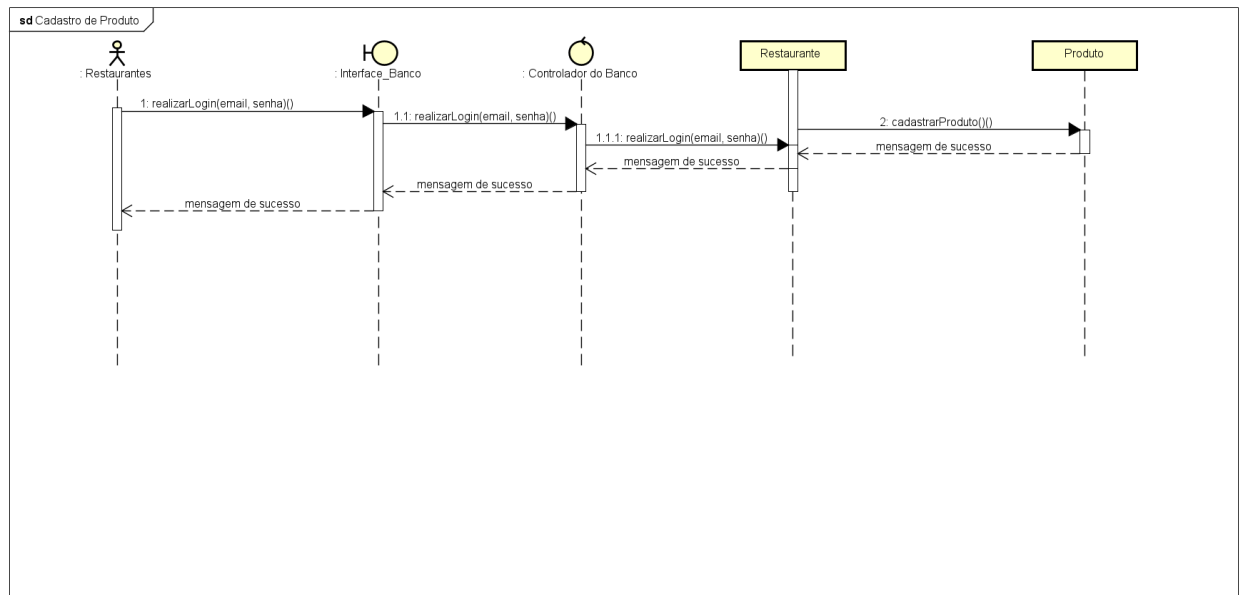 sd Cadastro de Produto
: Restaurantes
: Interface_Banco
: Controlador do Banco
Restaurante
Produto
1: realizarLogin(email, senha)()
1.1: realizarLogin(email, senha)()
2: cadastrarProduto()()
1.1.1: realizarLogin(email, senha)()
mensagem de sucesso
mensagem de sucesso
mensagem de sucesso
mensagem de sucesso